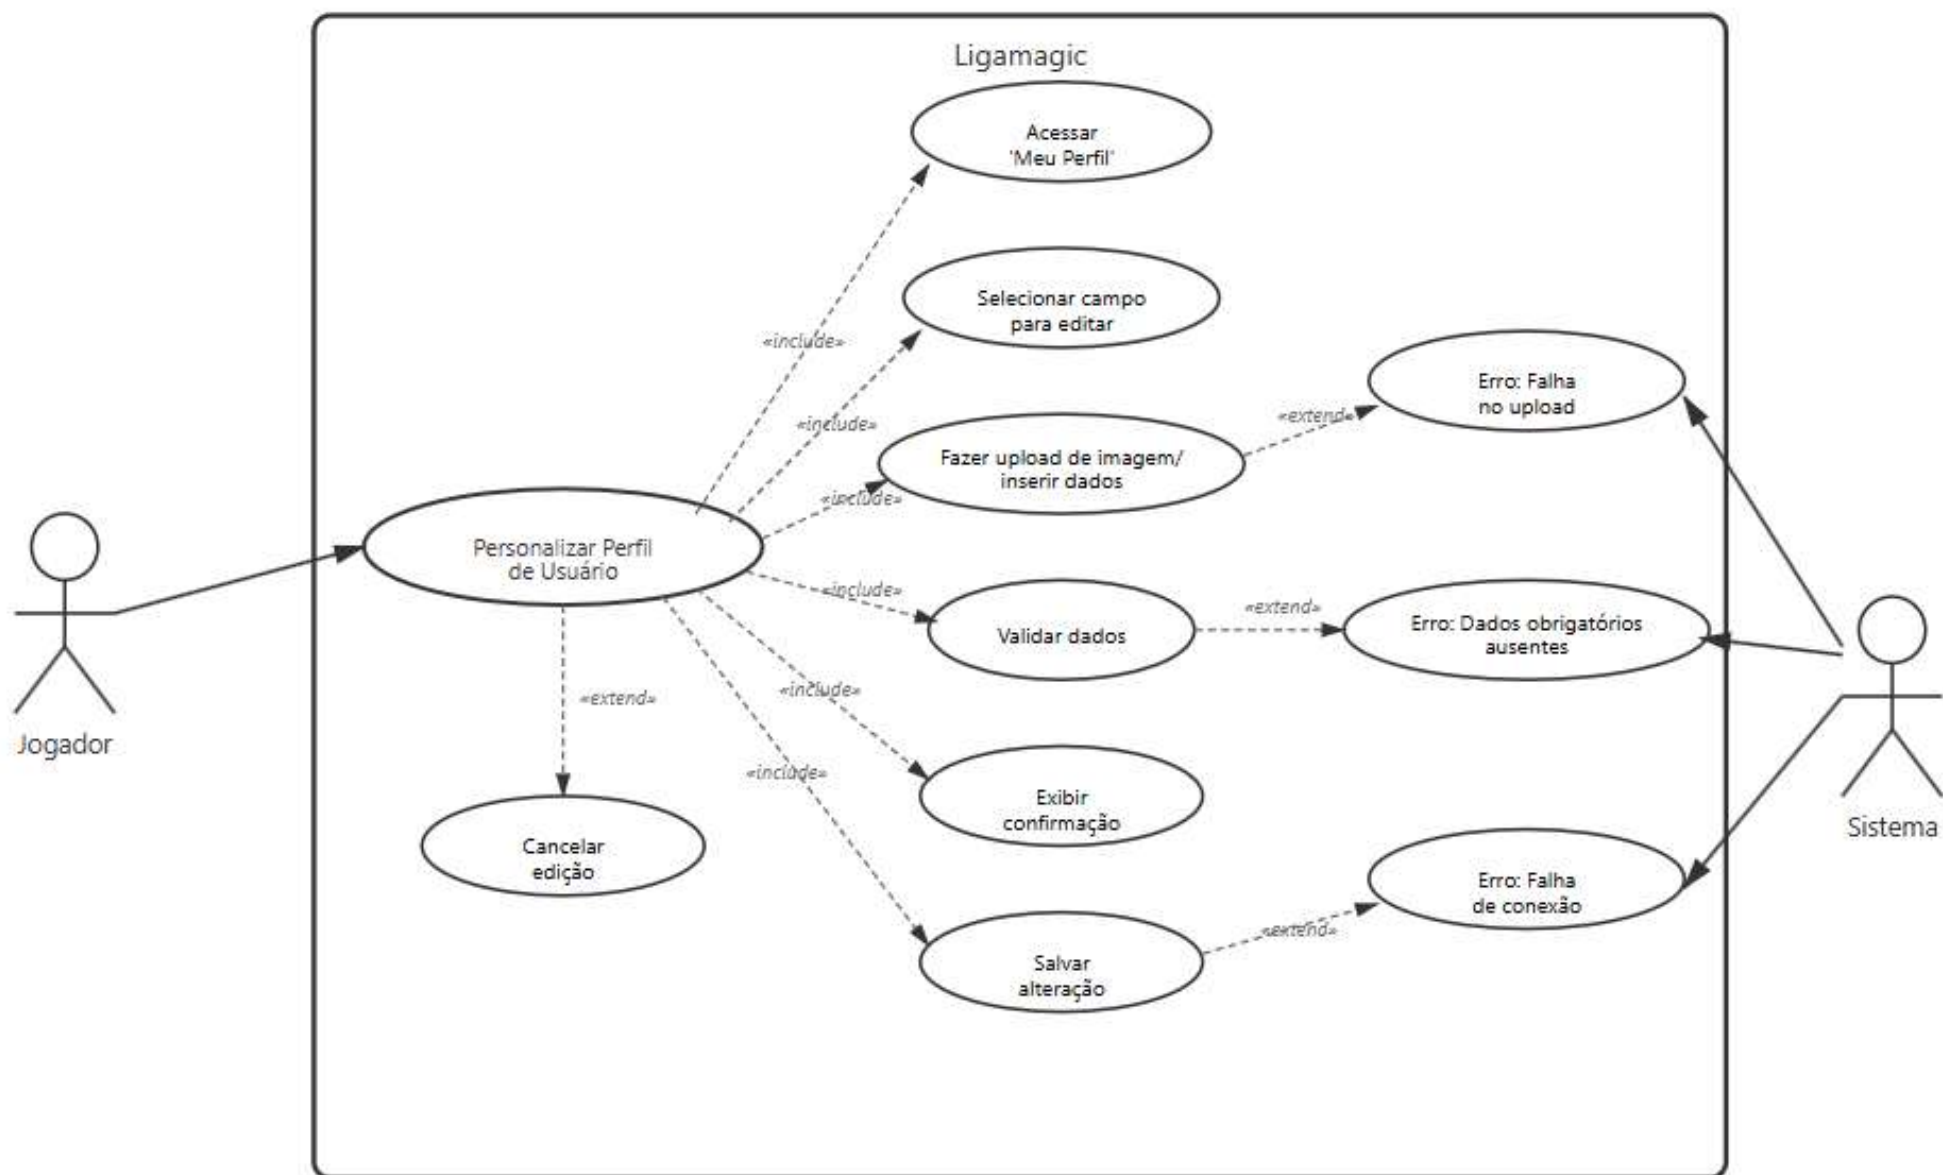 Ligamagic
Acessar
'Meu Perfil'
Selecionar campo
para editar
«include»
Erro: Falha
no upload
«extend»
«include»
Fazer upload de imagem/
inserir dados
«include»
Personalizar Perfil
de Usuário
«include»
Validar dados
«extend»
Erro: Dados obrigatórios
ausentes
«extend»
«include»
Jogador
«include»
Exibir
confirmação
Sistema
Cancelar
edição
Erro: Falha
de conexão
«extend»
Salvar
alteração